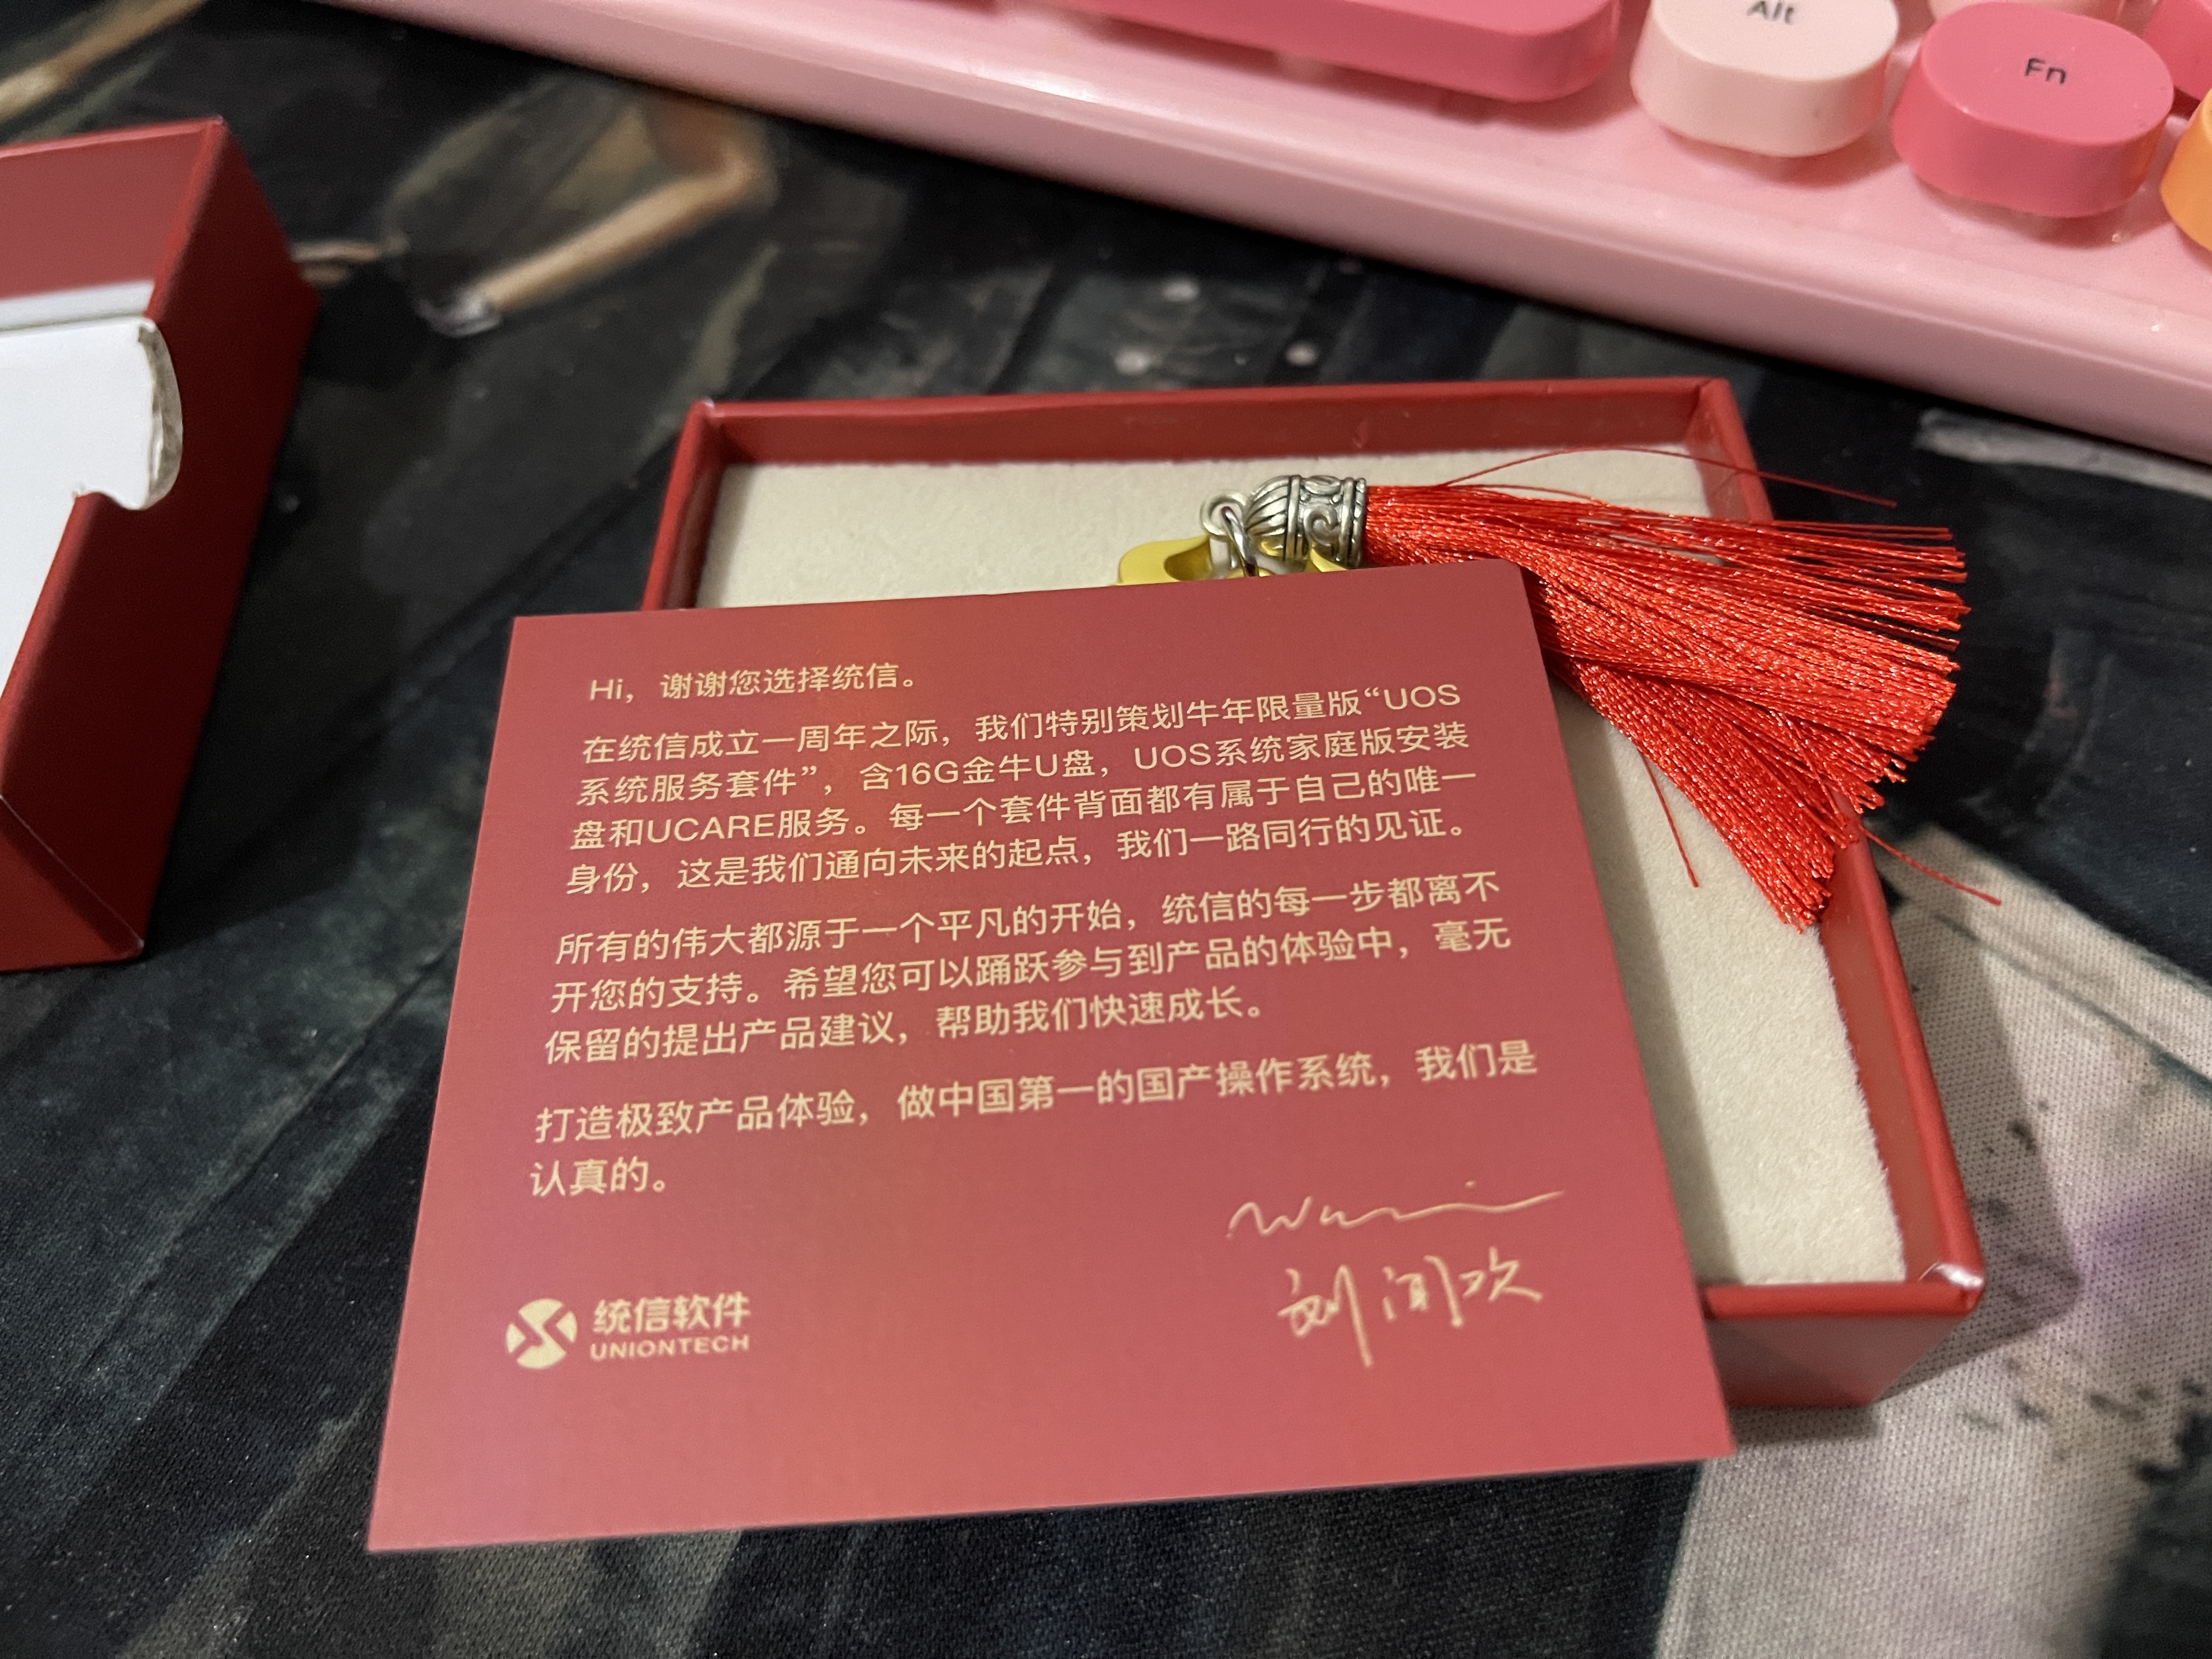 Alt
Fn
Hi，谢谢您选择统信。
在统信成立一周年之际，我们特别策划牛年限量版“UOS
系统服务套件”，含16G金牛U盘，UOS系统家庭版安装
盘和UCARE服务。每一个套件背面都有属于自己的唯一
身份，这是我们通向未来的起点，我们一路同行的见证。
所有的伟大都源于一个平凡的开始，统信的每一步都离不
开您的支持。希望您可以踊跃参与到产品的体验中，毫无
保留的提出产品建议，帮助我们快速成长。
打造极致产品体验，做中国第一的国产操作系统，我们是
认真的。
刘闻欢
统信软件
UNIONTECH